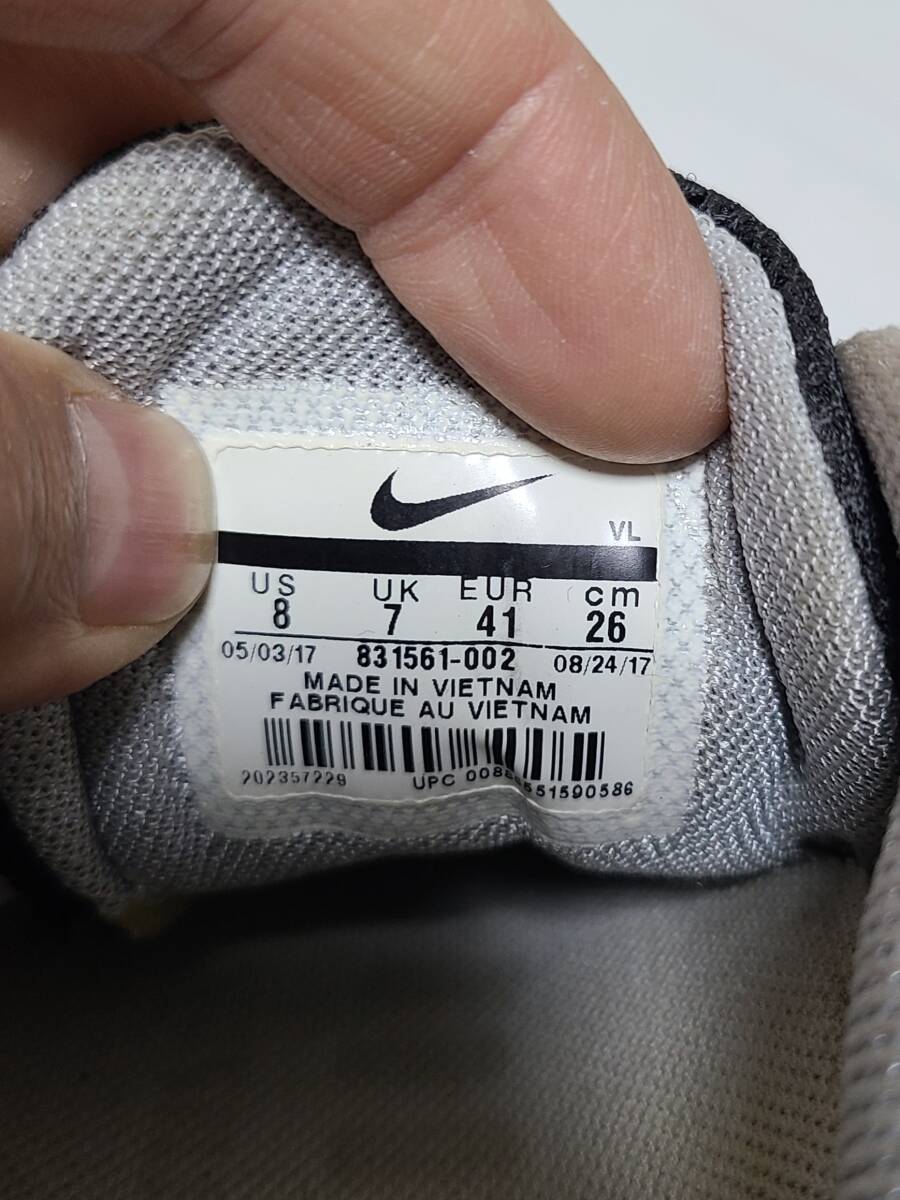 VL
US UK EUR cm
8 7 41 26
05/03/17 831561-002 08/24/17
MADE IN VIETNAM
FABRIQUE AU VIETNAM
202357229 UPC